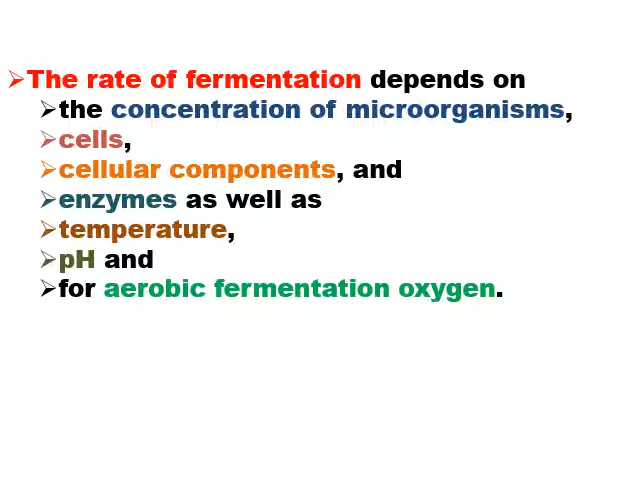 ➢The rate of fermentation depends on
➢the concentration of microorganisms,
➢cells,
➢cellular components, and
➢enzymes as well as
➢temperature,
➢pH and
➢for aerobic fermentation oxygen.